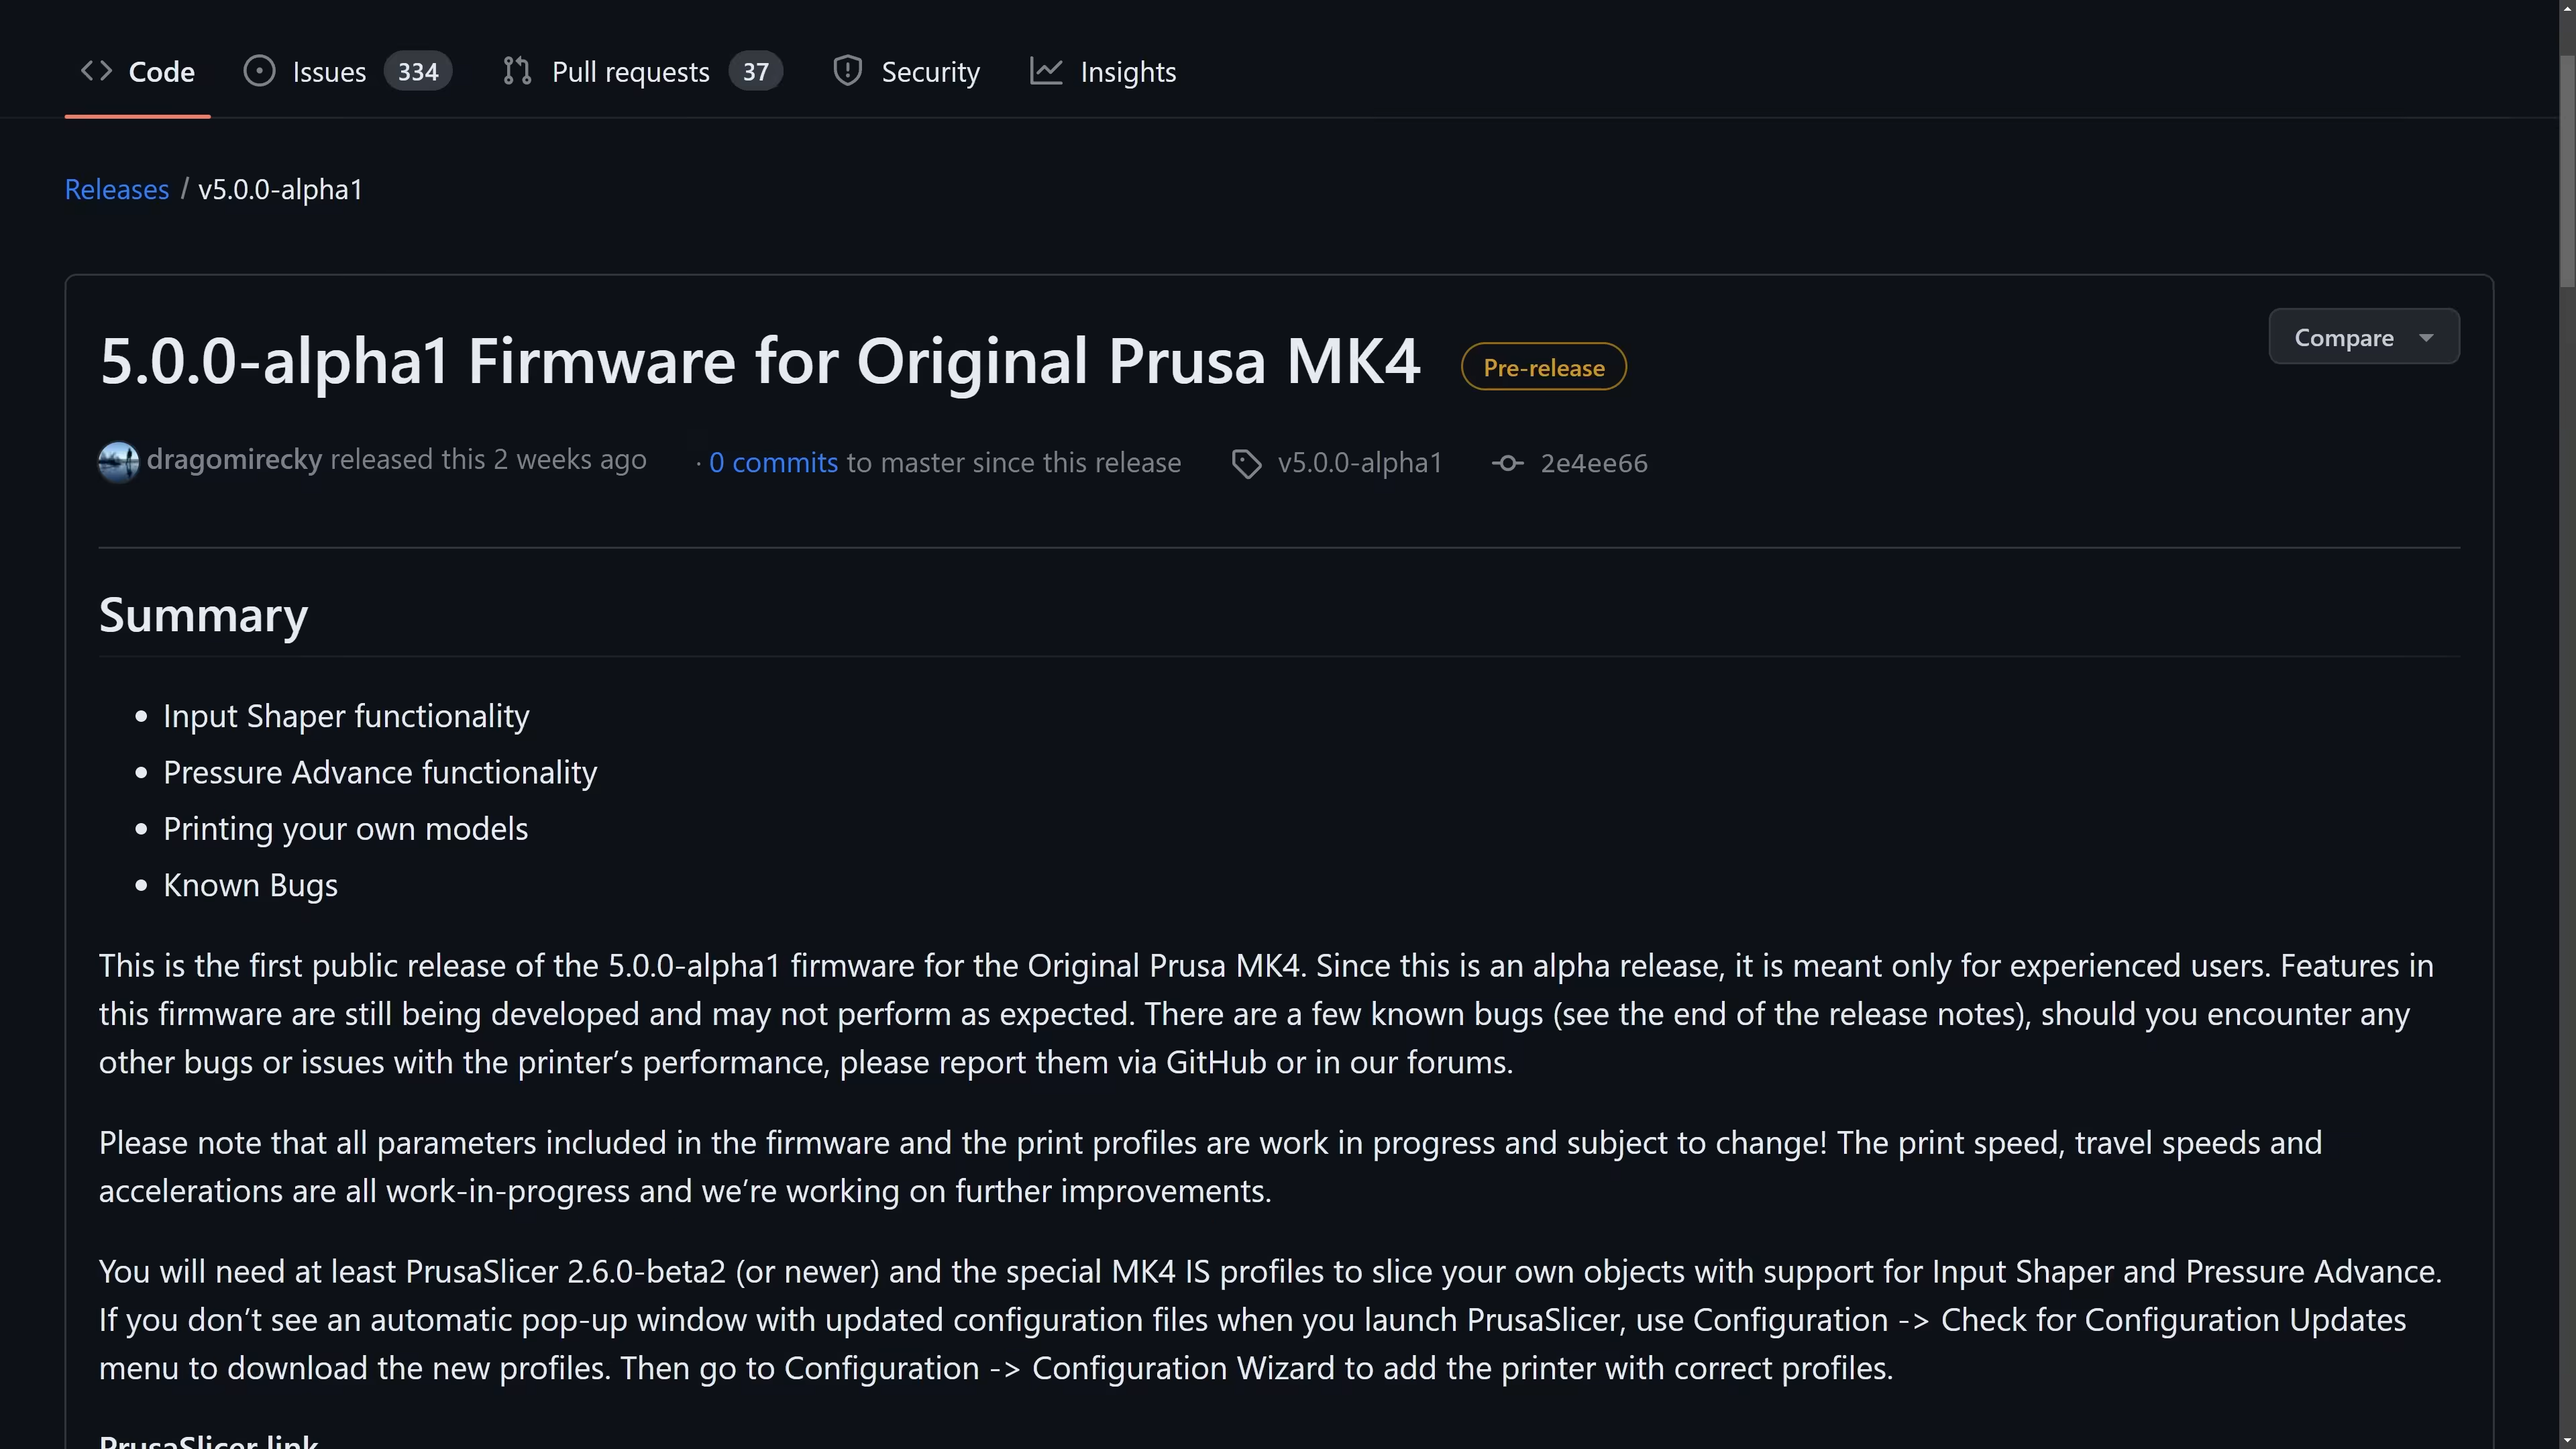 Code Issues 334 Pull requests 37 Security Insights
Releases / v5.0.0-alpha1
5.0.0-alpha1 Firmware for Original Prusa MK4 Pre-release Compare
dragomirecky released this 2 weeks ago · 0 commits to master since this release v5.0.0-alpha1 2e4ee66
Summary
• Input Shaper functionality
• Pressure Advance functionality
• Printing your own models
• Known Bugs
This is the first public release of the 5.0.0-alpha1 firmware for the Original Prusa MK4. Since this is an alpha release, it is meant only for experienced users. Features in
this firmware are still being developed and may not perform as expected. There are a few known bugs (see the end of the release notes), should you encounter any
other bugs or issues with the printer’s performance, please report them via GitHub or in our forums.
Please note that all parameters included in the firmware and the print profiles are work in progress and subject to change! The print speed, travel speeds and
accelerations are all work-in-progress and we’re working on further improvements.
You will need at least PrusaSlicer 2.6.0-beta2 (or newer) and the special MK4 IS profiles to slice your own objects with support for Input Shaper and Pressure Advance.
If you don’t see an automatic pop-up window with updated configuration files when you launch PrusaSlicer, use Configuration -> Check for Configuration Updates
menu to download the new profiles. Then go to Configuration -> Configuration Wizard to add the printer with correct profiles.
PrusaSlicer link